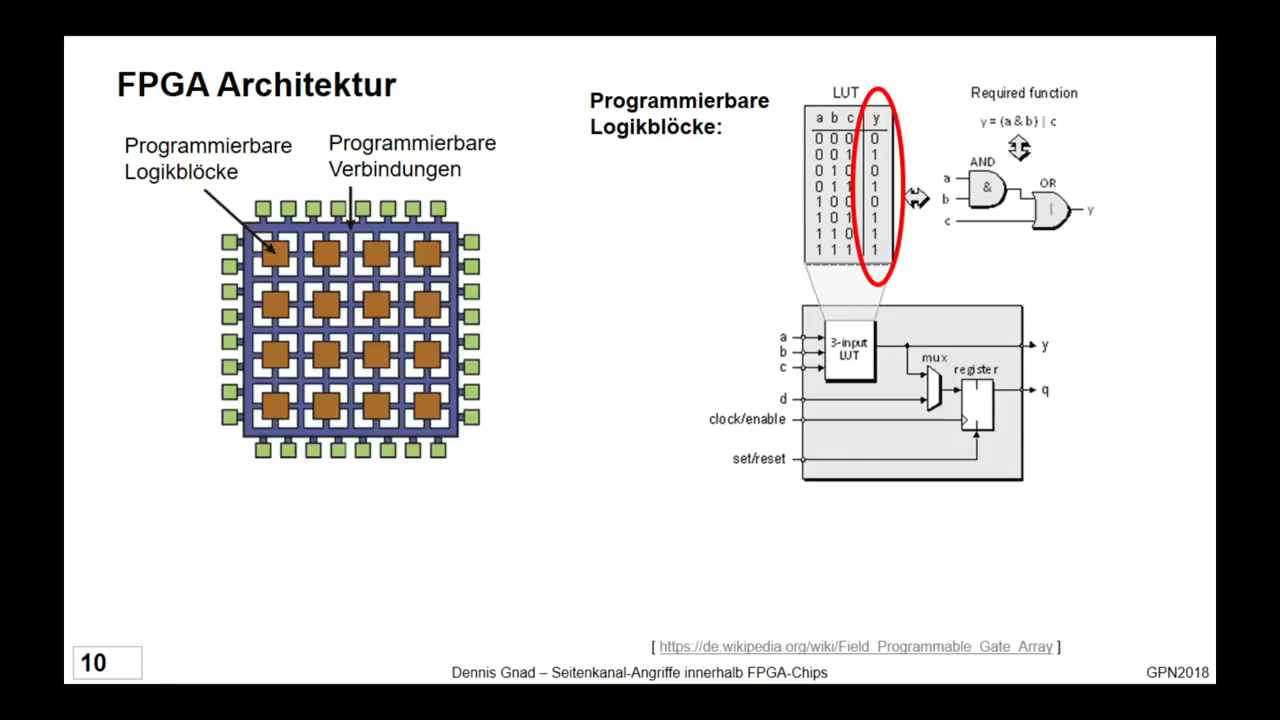 FPGA Architektur
Programmierbare
Logikblöcke
Programmierbare
Verbindungen
Programmierbare
Logikblöcke:
LUT
a b c y
0 0 0 0
0 0 1 1
0 1 0 0
0 1 1 1
1 0 0 0
1 0 1 1
1 1 0 1
1 1 1 1
Required function
y = (a & b) | c
AND
a
b
c
&
OR
|
y
3-input
LUT
a
b
c
d
clock/enable
set/reset
mux
register
y
q
[ https://de.wikipedia.org/wiki/Field_Programmable_Gate_Array ]
10
Dennis Gnad – Seitenkanal-Angriffe innerhalb FPGA-Chips
GPN2018